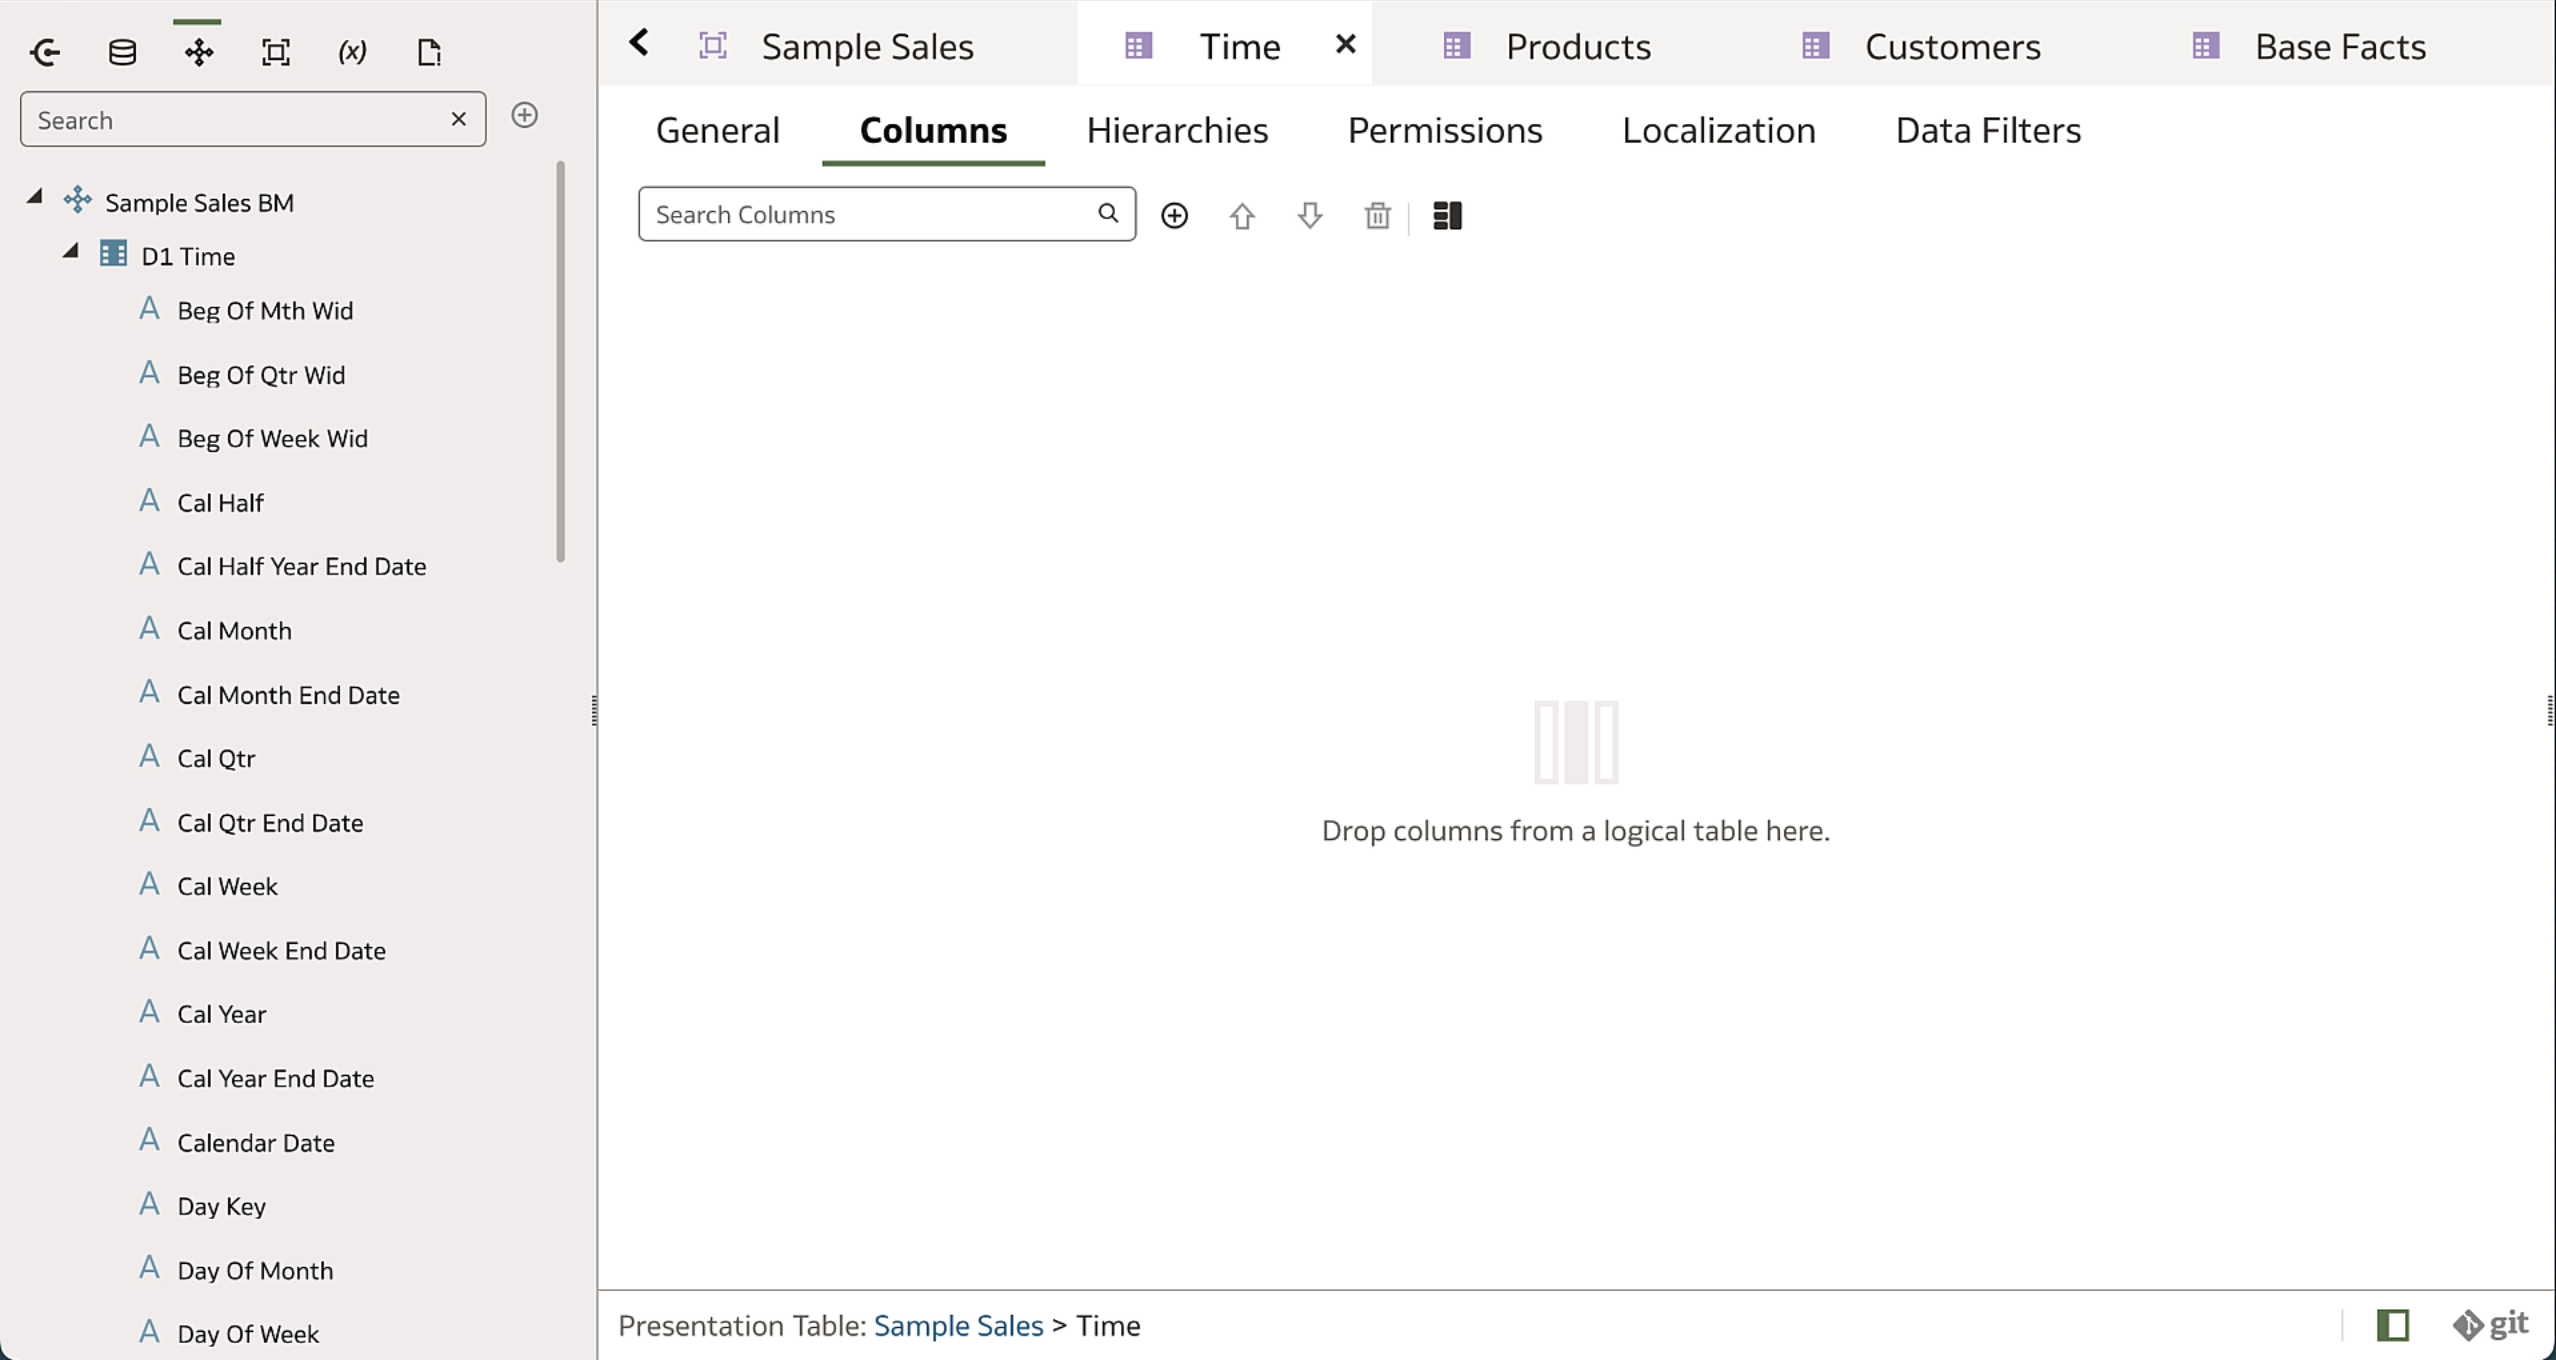 (x)
Search
Sample Sales BM
D1 Time
A Beg Of Mth Wid
A Beg Of Qtr Wid
A Beg Of Week Wid
A Cal Half
A Cal Half Year End Date
A Cal Month
A Cal Month End Date
A Cal Qtr
A Cal Qtr End Date
A Cal Week
A Cal Week End Date
A Cal Year
A Cal Year End Date
A Calendar Date
A Day Key
A Day Of Month
A Day Of Week
Sample Sales Time Products Customers Base Facts
General Columns Hierarchies Permissions Localization Data Filters
Search Columns
Drop columns from a logical table here.
Presentation Table: Sample Sales > Time
git